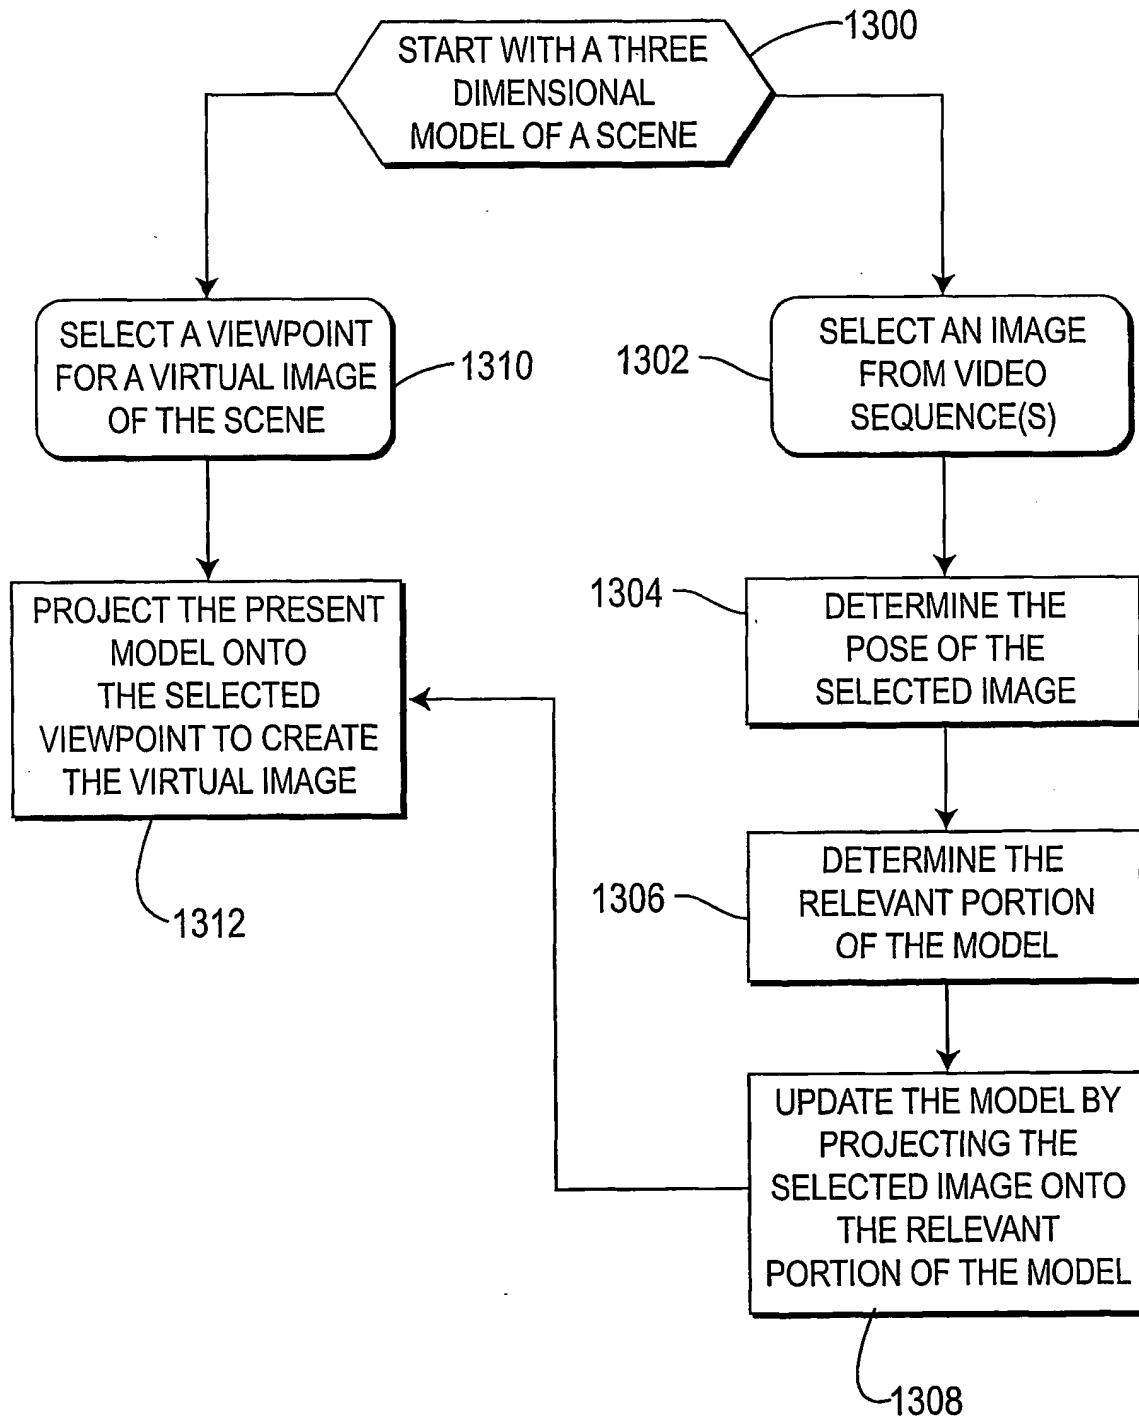 1300
START WITH A THREE
DIMENSIONAL
MODEL OF A SCENE
SELECT A VIEWPOINT
FOR A VIRTUAL IMAGE
OF THE SCENE
1310
1302
SELECT AN IMAGE
FROM VIDEO
SEQUENCE(S)
PROJECT THE PRESENT
MODEL ONTO
THE SELECTED
VIEWPOINT TO CREATE
THE VIRTUAL IMAGE
1312
1304
DETERMINE THE
POSE OF THE
SELECTED IMAGE
1306
DETERMINE THE
RELEVANT PORTION
OF THE MODEL
UPDATE THE MODEL BY
PROJECTING THE
SELECTED IMAGE ONTO
THE RELEVANT
PORTION OF THE MODEL
1308